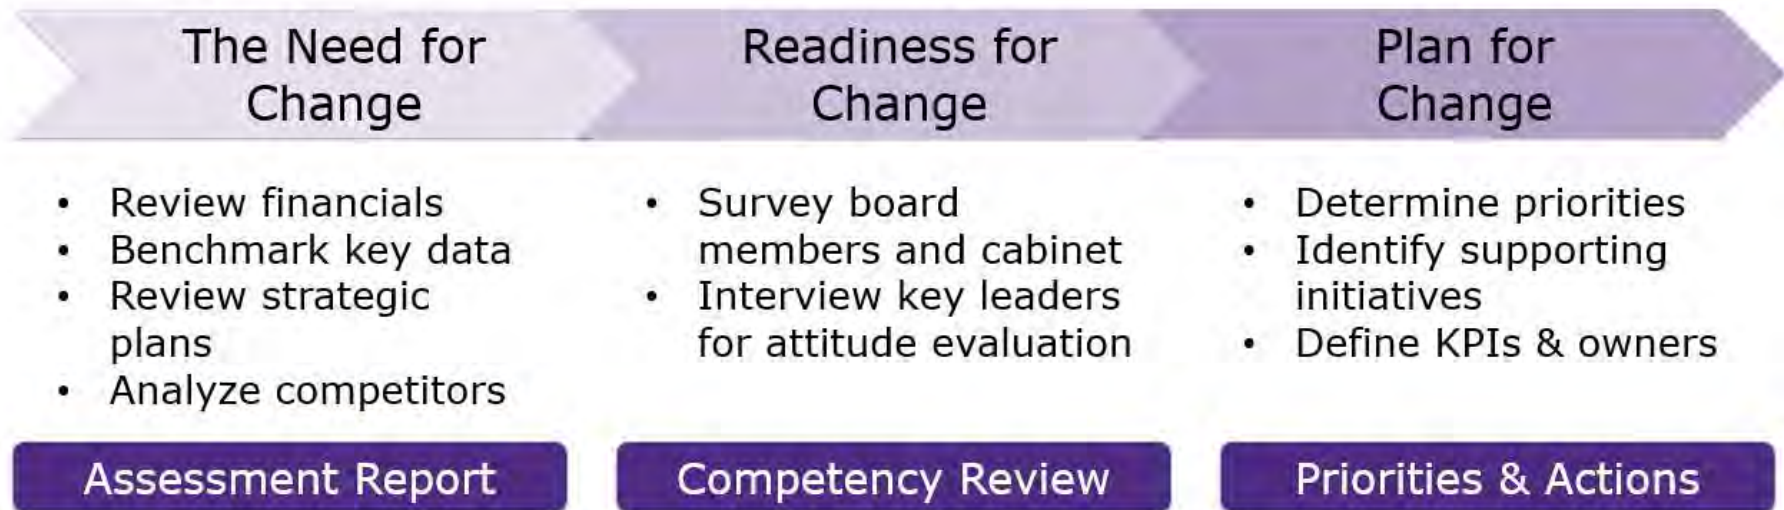 The Need for
Change
Readiness for
Change
Plan for
Change
• Review financials
• Benchmark key data
• Review strategic
plans
• Analyze competitors
• Survey board
members and cabinet
• Interview key leaders
for attitude evaluation
• Determine priorities
• Identify supporting
initiatives
• Define KPIs & owners
Assessment Report
Competency Review
Priorities & Actions